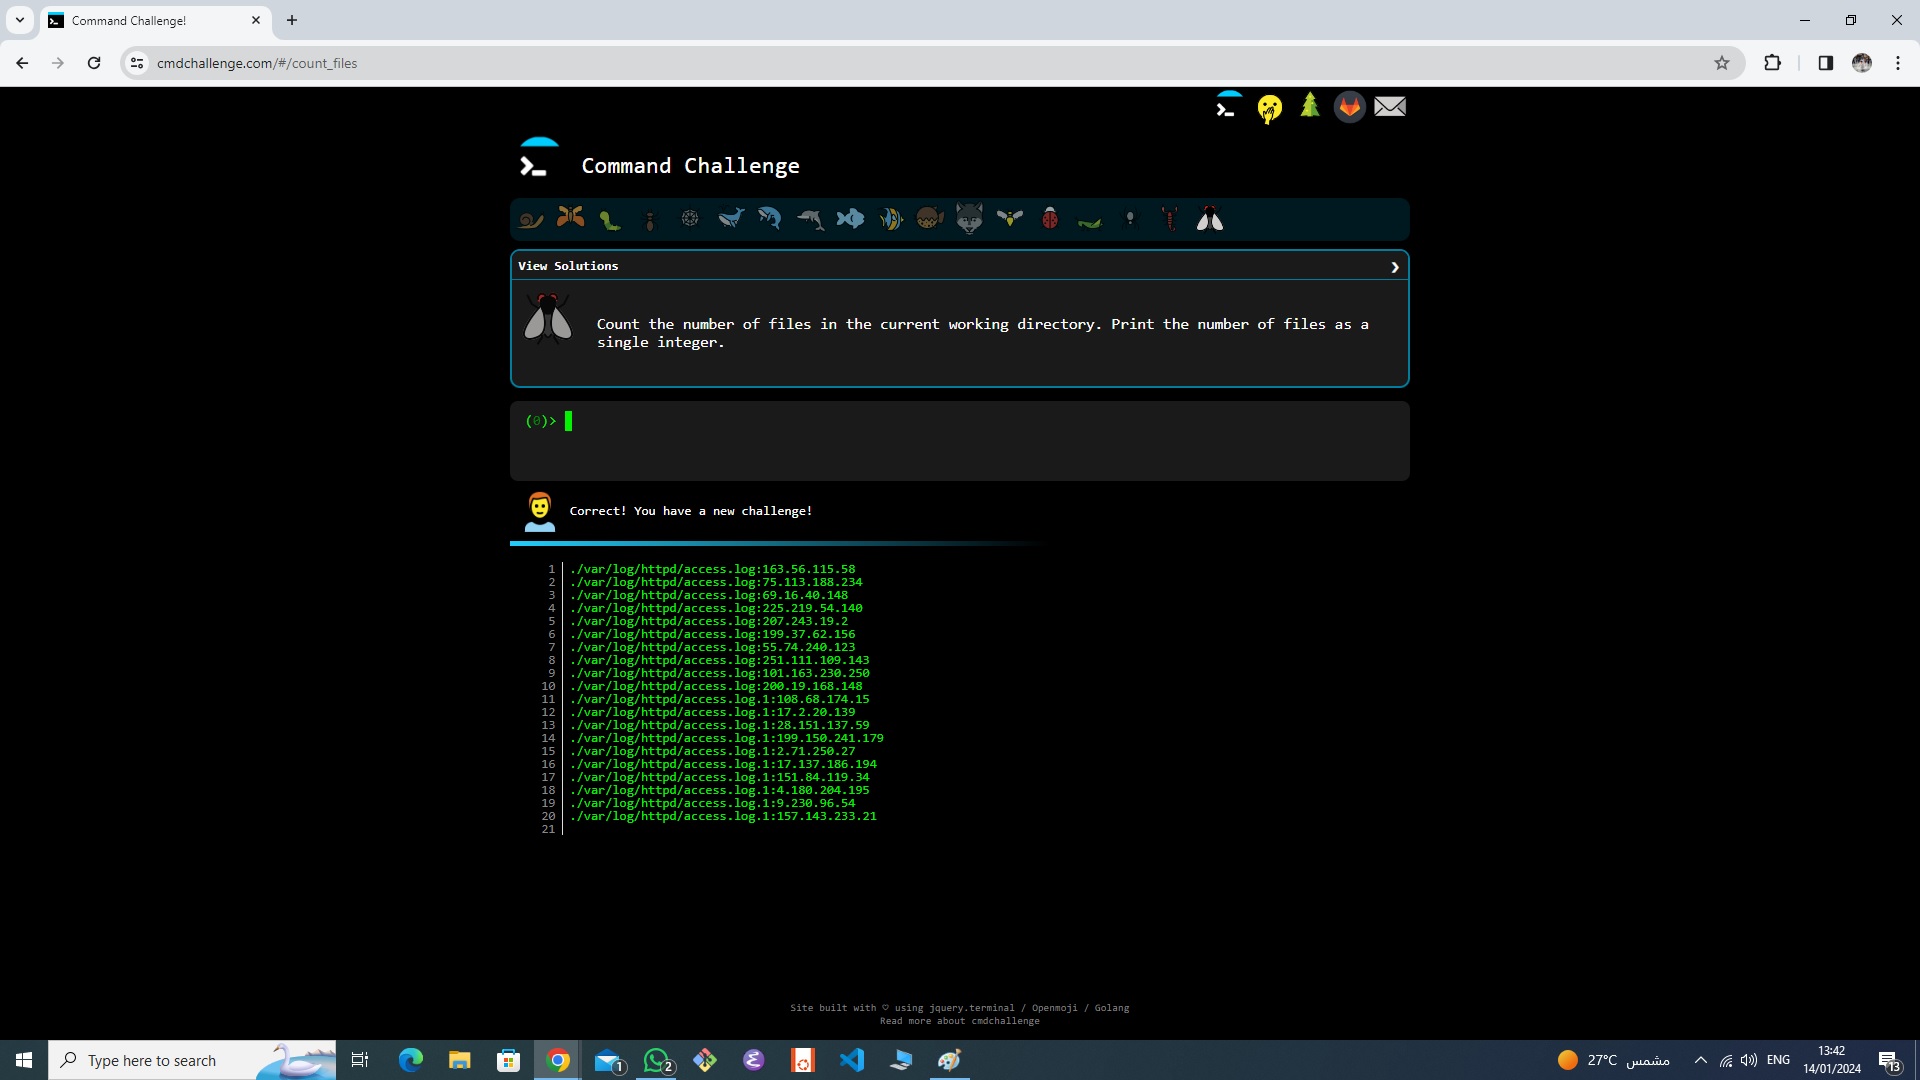 Command Challenge!
cmdchallenge.com/#/count_files
Command Challenge
View Solutions
Count the number of files in the current working directory. Print the number of files as a
single integer.
(0)>
Correct! You have a new challenge!
1 ./var/log/httpd/access.log:163.56.115.58
2 ./var/log/httpd/access.log:75.113.188.234
3 ./var/log/httpd/access.log:69.16.40.148
4 ./var/log/httpd/access.log:225.219.54.140
5 ./var/log/httpd/access.log:207.243.19.2
6 ./var/log/httpd/access.log:199.37.62.156
7 ./var/log/httpd/access.log:55.74.240.123
8 ./var/log/httpd/access.log:251.111.109.143
9 ./var/log/httpd/access.log:101.163.230.250
10 ./var/log/httpd/access.log:200.19.168.148
11 ./var/log/httpd/access.log.1:108.68.174.15
12 ./var/log/httpd/access.log.1:17.2.20.139
13 ./var/log/httpd/access.log.1:28.151.137.59
14 ./var/log/httpd/access.log.1:199.150.241.179
15 ./var/log/httpd/access.log.1:2.71.250.27
16 ./var/log/httpd/access.log.1:17.137.186.194
17 ./var/log/httpd/access.log.1:151.84.119.34
18 ./var/log/httpd/access.log.1:4.180.204.195
19 ./var/log/httpd/access.log.1:9.230.96.54
20 ./var/log/httpd/access.log.1:157.143.233.21
21
Site built with ♡ using jquery.terminal / Openmoji / Golang
Read more about cmdchallenge
Type here to search
1
2
27°C مشمس
ENG
13:42
14/01/2024
13